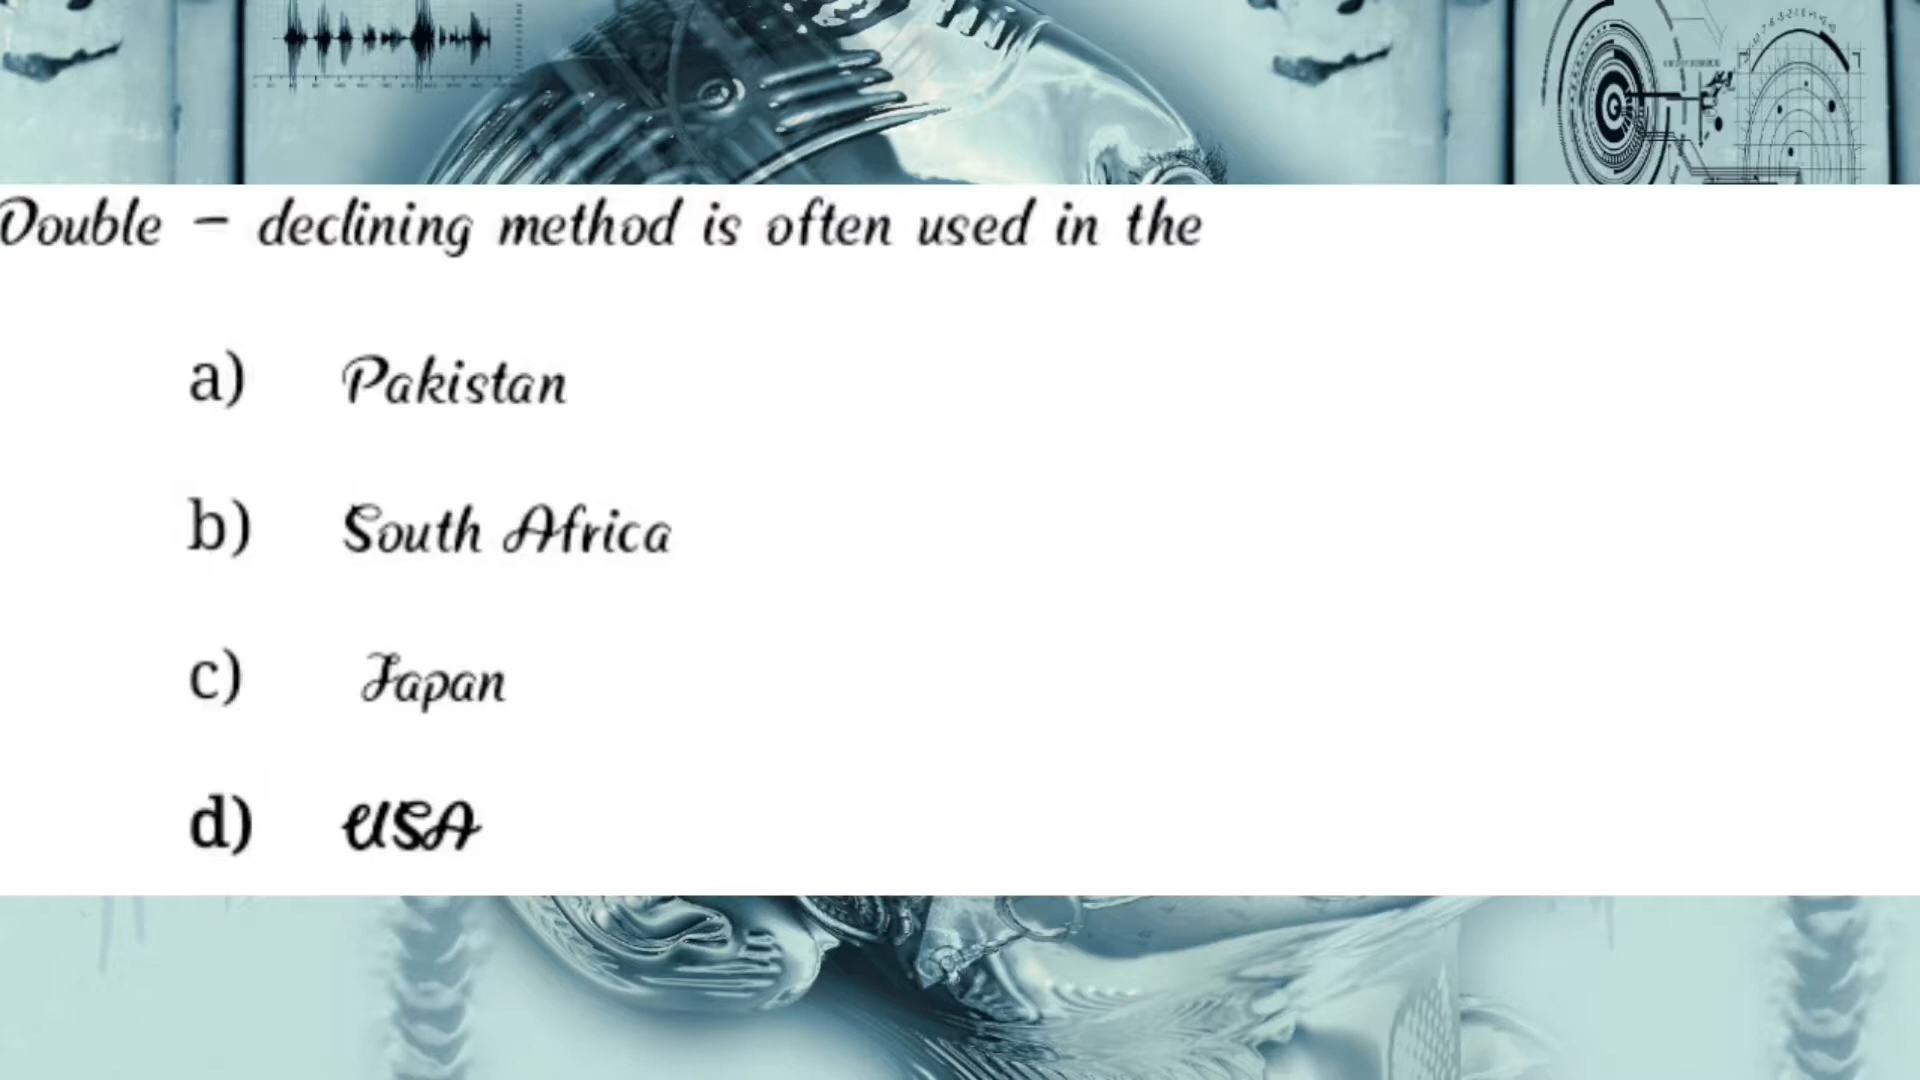 Double – declining method is often used in the
a) Pakistan
b) South Africa
c) Japan
d) USA